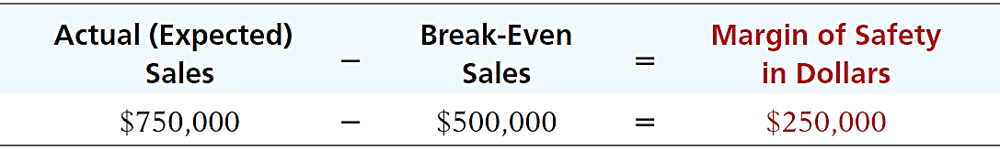 Actual (Expected) Sales − Break-Even Sales = Margin of Safety in Dollars
$750,000 − $500,000 = $250,000